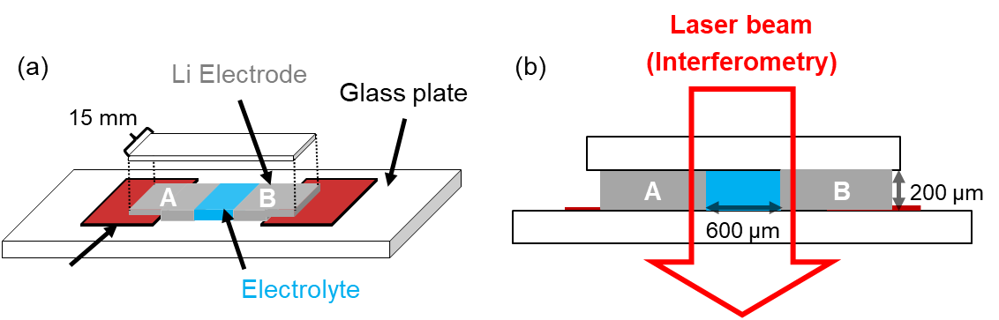 (a)
Li Electrode
Glass plate
15 mm
A
B
Electrolyte
Laser beam
(Interferometry)
(b)
A
B
200 µm
600 µm